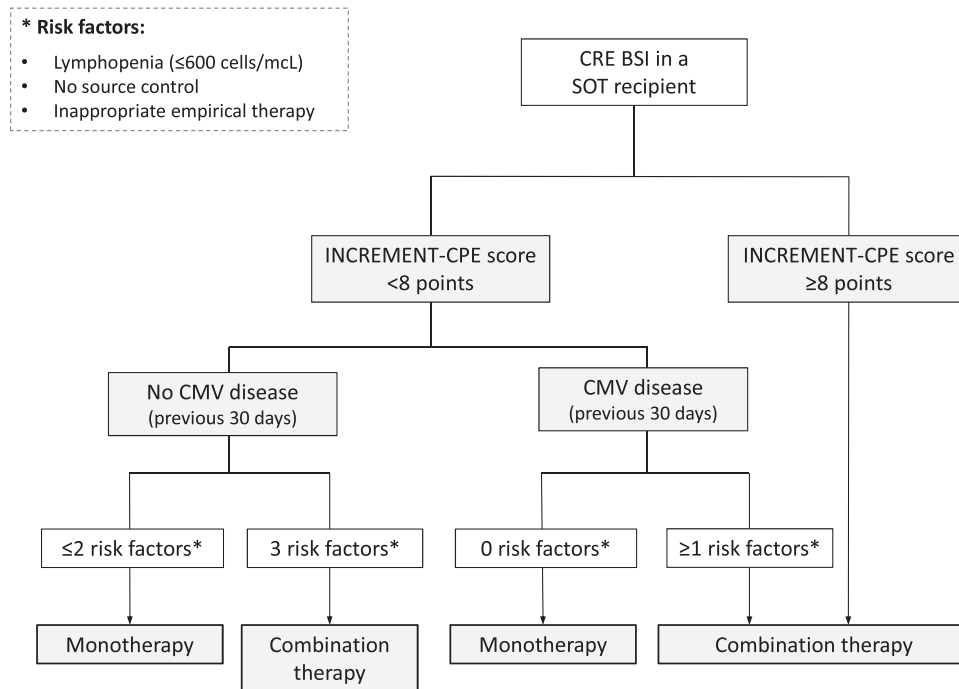 * Risk factors:
• Lymphopenia (≤600 cells/mcL)
• No source control
• Inappropriate empirical therapy
CRE BSI in a
SOT recipient
INCREMENT-CPE score
<8 points
INCREMENT-CPE score
≥8 points
No CMV disease
(previous 30 days)
CMV disease
(previous 30 days)
≤2 risk factors*
3 risk factors*
0 risk factors*
≥1 risk factors*
Monotherapy
Combination
therapy
Monotherapy
Combination therapy